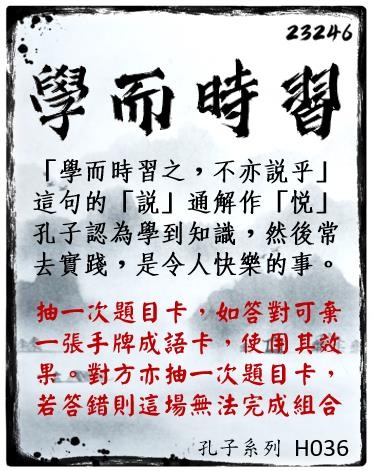 23246
學而時習
「學而時習之，不亦説乎」
這句的「説」通解作「悦」
孔子認為學到知識，然後常
去實踐，是令人快樂的事。
抽一次題目卡，如答對可棄
一張手牌成語卡，使用其效
果。對方亦抽一次題目卡，
若答錯則這場無法完成組合
孔子系列 H036